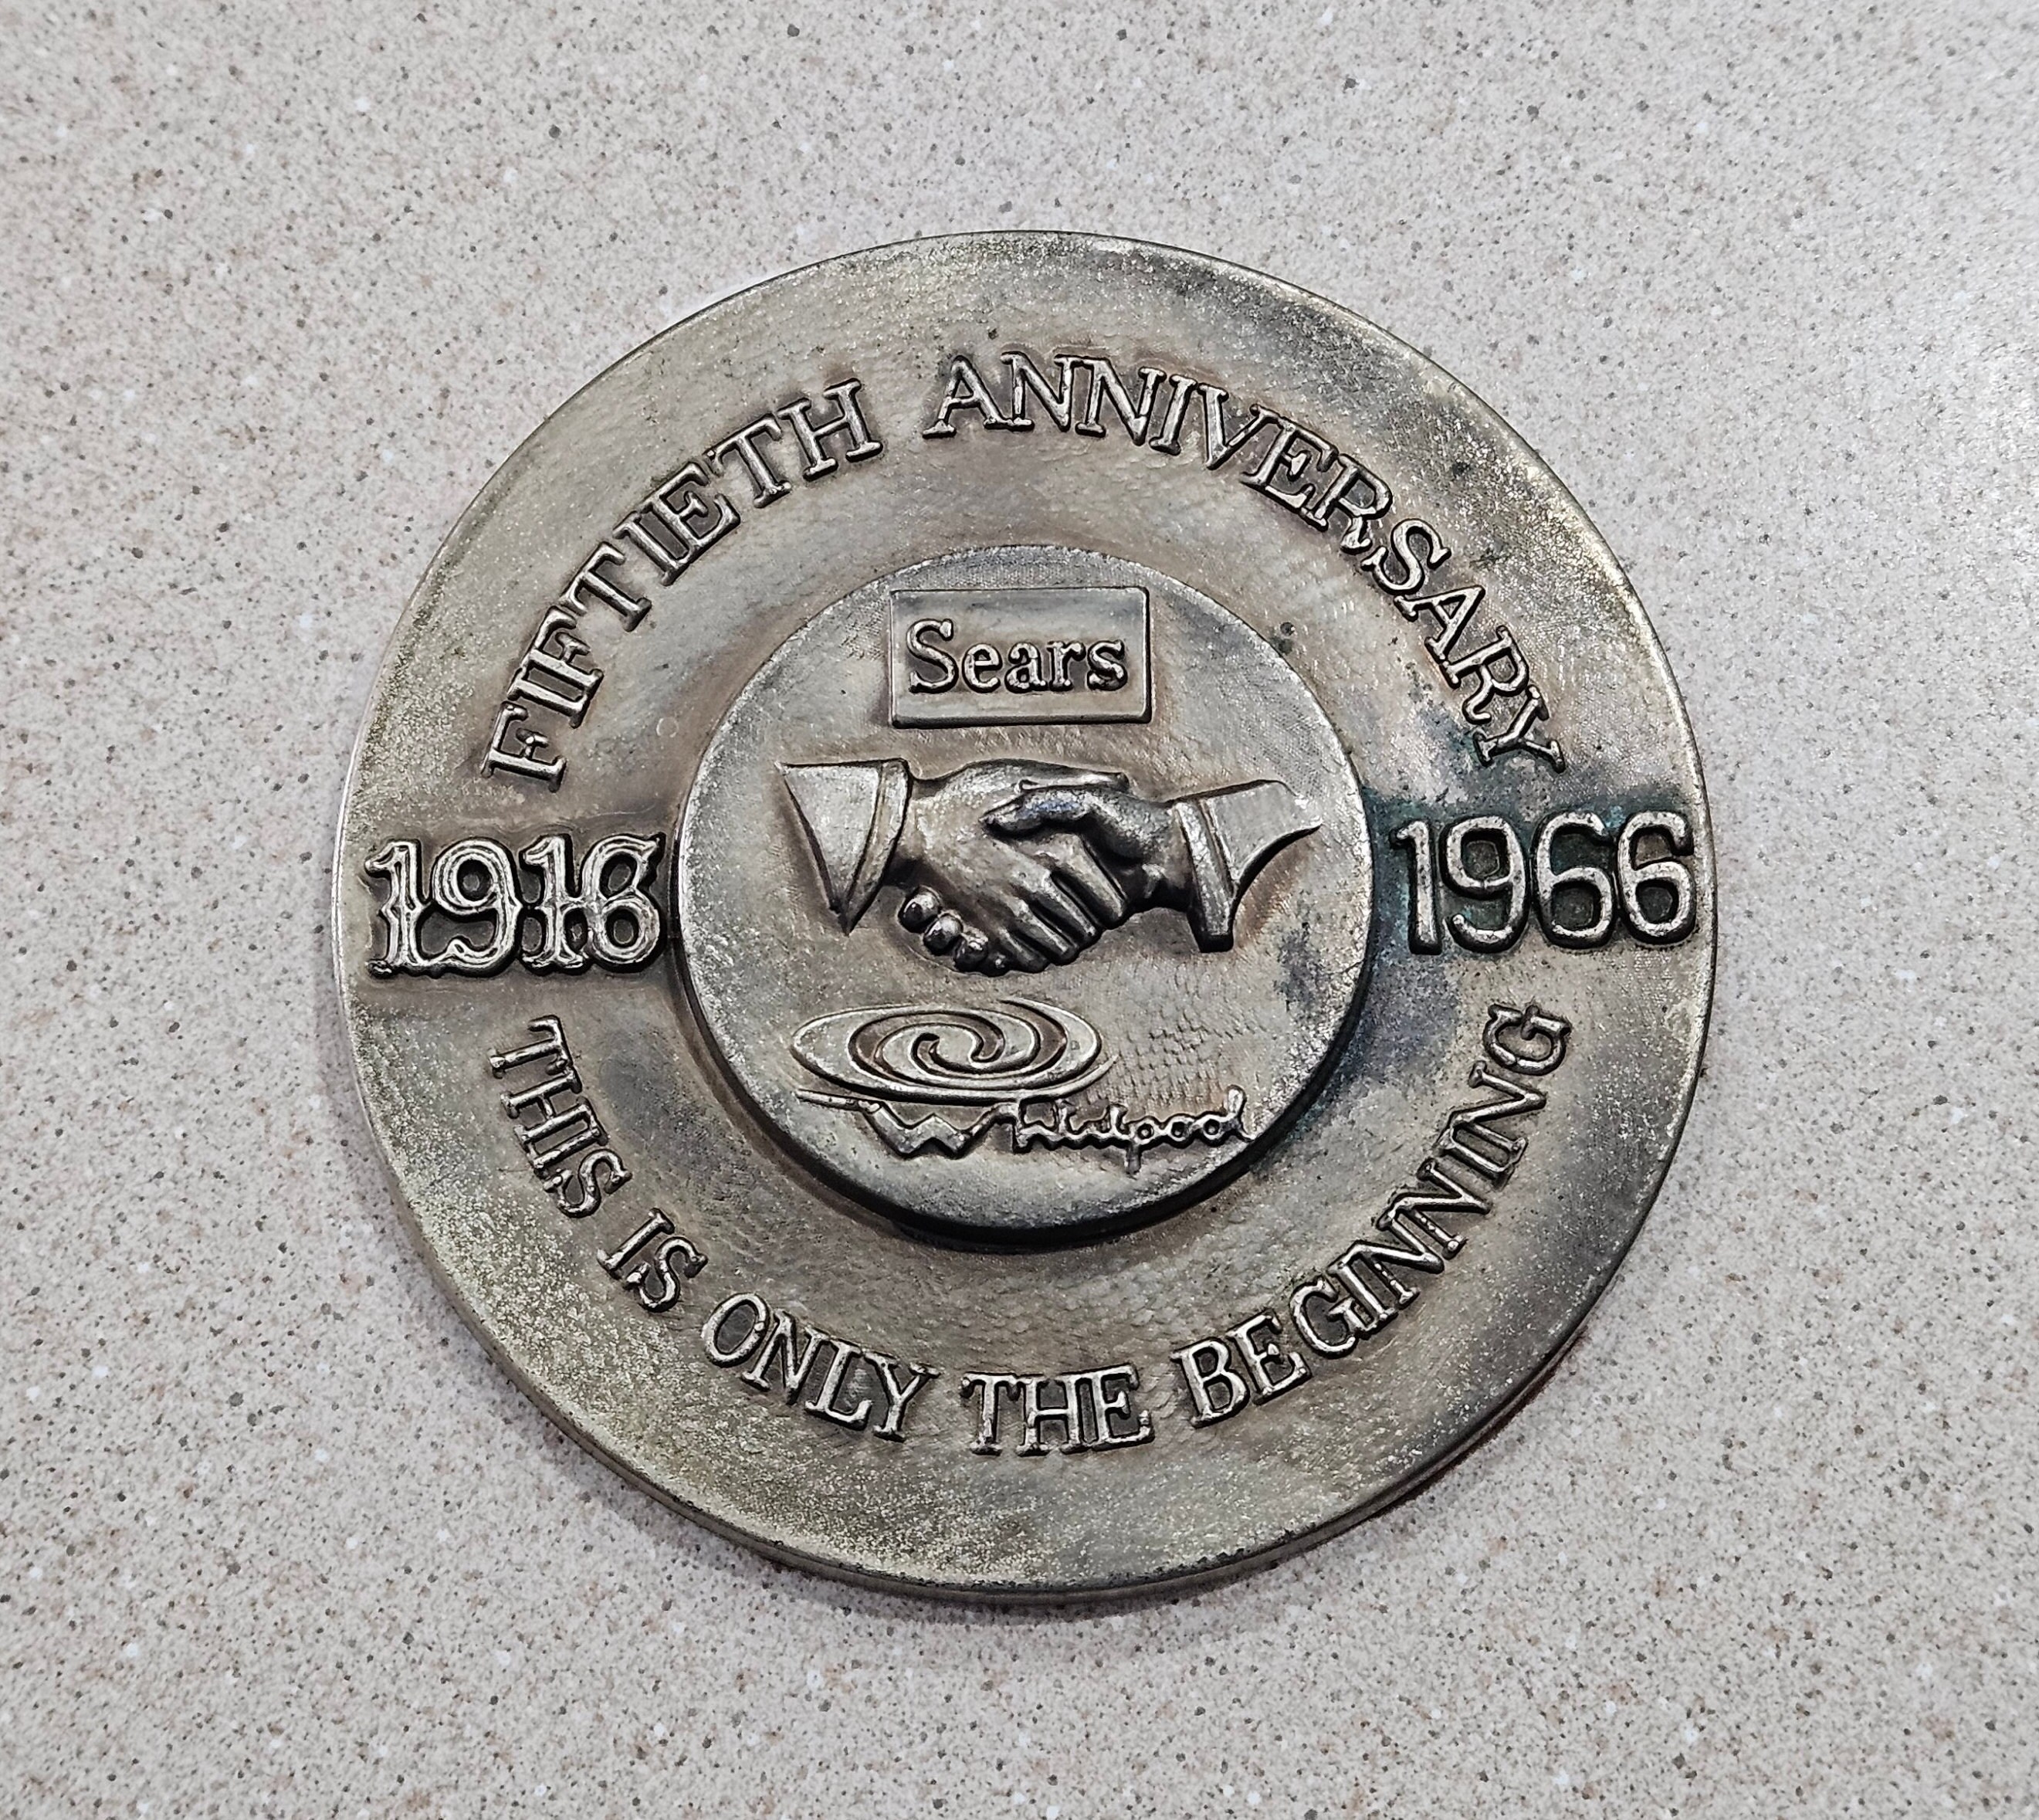 FIFTIETH ANNIVERSARY
Sears
1916
1966
Whirlpool
THIS IS ONLY THE BEGINNING